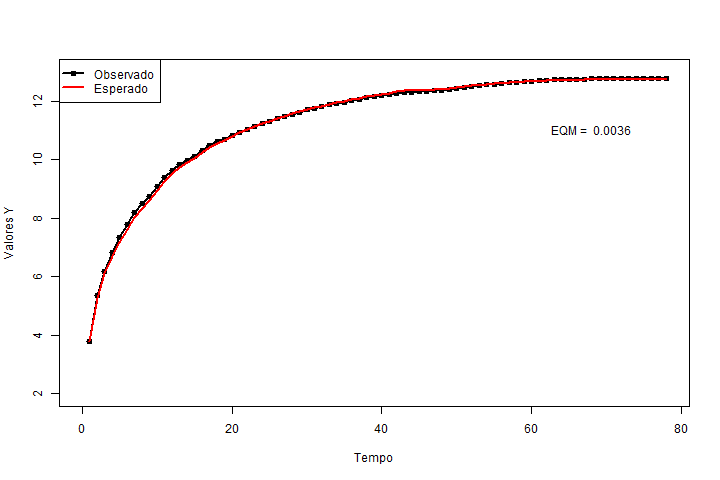 Observado
Esperado
EQM = 0.0036
Valores Y
12
10
8
6
4
2
0
20
40
60
80
Tempo